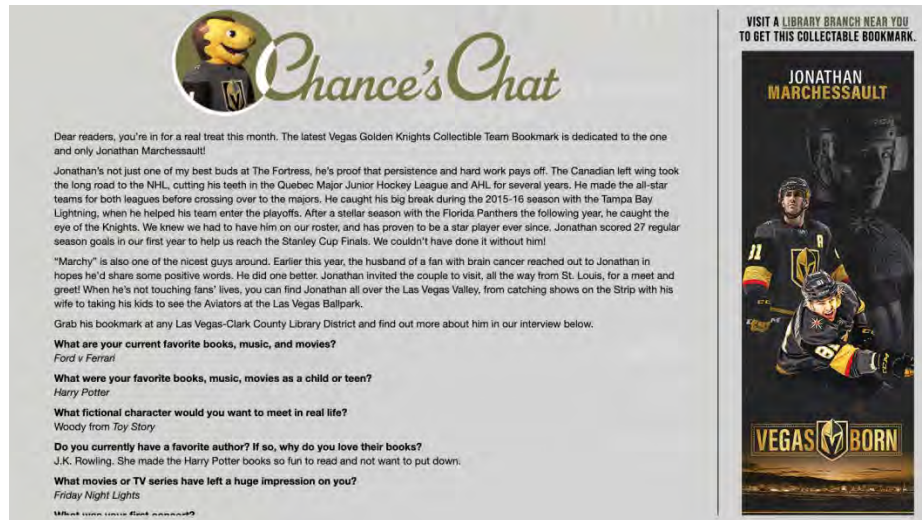 Chance's Chat
Dear readers, you're in for a real treat this month. The latest Vegas Golden Knights Collectible Team Bookmark is dedicated to the one
and only Jonathan Marchessault!
Jonathan's not just one of my best buds at The Fortress, he's proof that persistence and hard work pays off. The Canadian left wing took
the long road to the NHL, cutting his teeth in the Quebec Major Junior Hockey League and AHL for several years. He made the all-star
teams for both leagues before crossing over to the majors. He caught his big break during the 2015-16 season with the Tampa Bay
Lightning, when he helped his team enter the playoffs. After a stellar season with the Florida Panthers the following year, he caught the
eye of the Knights. We knew we had to have him on our roster, and has proven to be a star player ever since. Jonathan scored 27 regular
season goals in our first year to help us reach the Stanley Cup Finals. We couldn't have done it without him!
"Marchy" is also one of the nicest guys around. Earlier this year, the husband of a fan with brain cancer reached out to Jonathan in
hopes he'd share some positive words. He did one better. Jonathan invited the couple to visit, all the way from St. Louis, for a meet and
greet! When he's not touching fans' lives, you can find Jonathan all over the Las Vegas Valley, from catching shows on the Strip with his
wife to taking his kids to see the Aviators at the Las Vegas Ballpark.
Grab his bookmark at any Las Vegas-Clark County Library District and find out more about him in our interview below.
What are your current favorite books, music, and movies?
Ford v Ferrari
What were your favorite books, music, movies as a child or teen?
Harry Potter
What fictional character would you want to meet in real life?
Woody from Toy Story
Do you currently have a favorite author? If so, why do you love their books?
J.K. Rowling. She made the Harry Potter books so fun to read and not want to put down.
What movies or TV series have left a huge impression on you?
Friday Night Lights
What was your first concert?
VISIT A LIBRARY BRANCH NEAR YOU
TO GET THIS COLLECTABLE BOOKMARK.
JONATHAN
MARCHESSAULT
A
81
81
VEGAS BORN